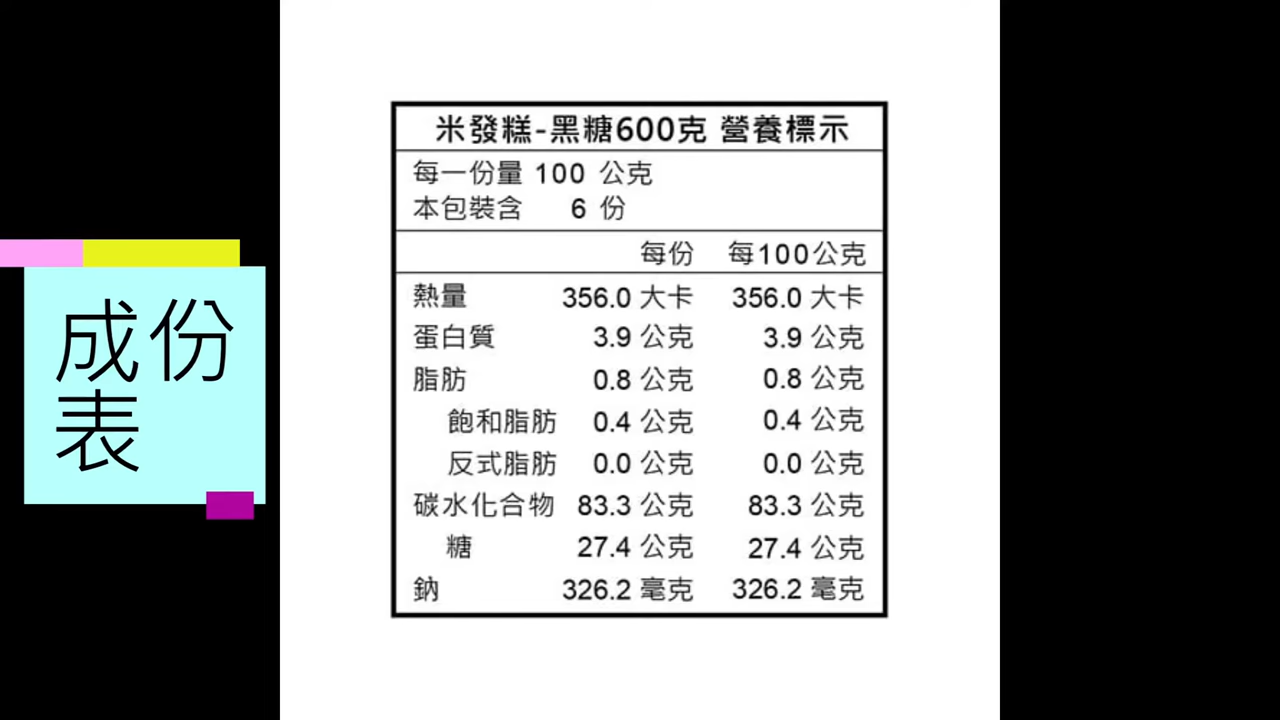 成份
表
米發糕-黑糖600克 營養標示
每一份量 100 公克
本包裝含 6 份
每份 每100公克
熱量 356.0 大卡 356.0 大卡
蛋白質 3.9 公克 3.9 公克
脂肪 0.8 公克 0.8 公克
飽和脂肪 0.4 公克 0.4 公克
反式脂肪 0.0 公克 0.0 公克
碳水化合物 83.3 公克 83.3 公克
糖 27.4 公克 27.4 公克
鈉 326.2 毫克 326.2 毫克